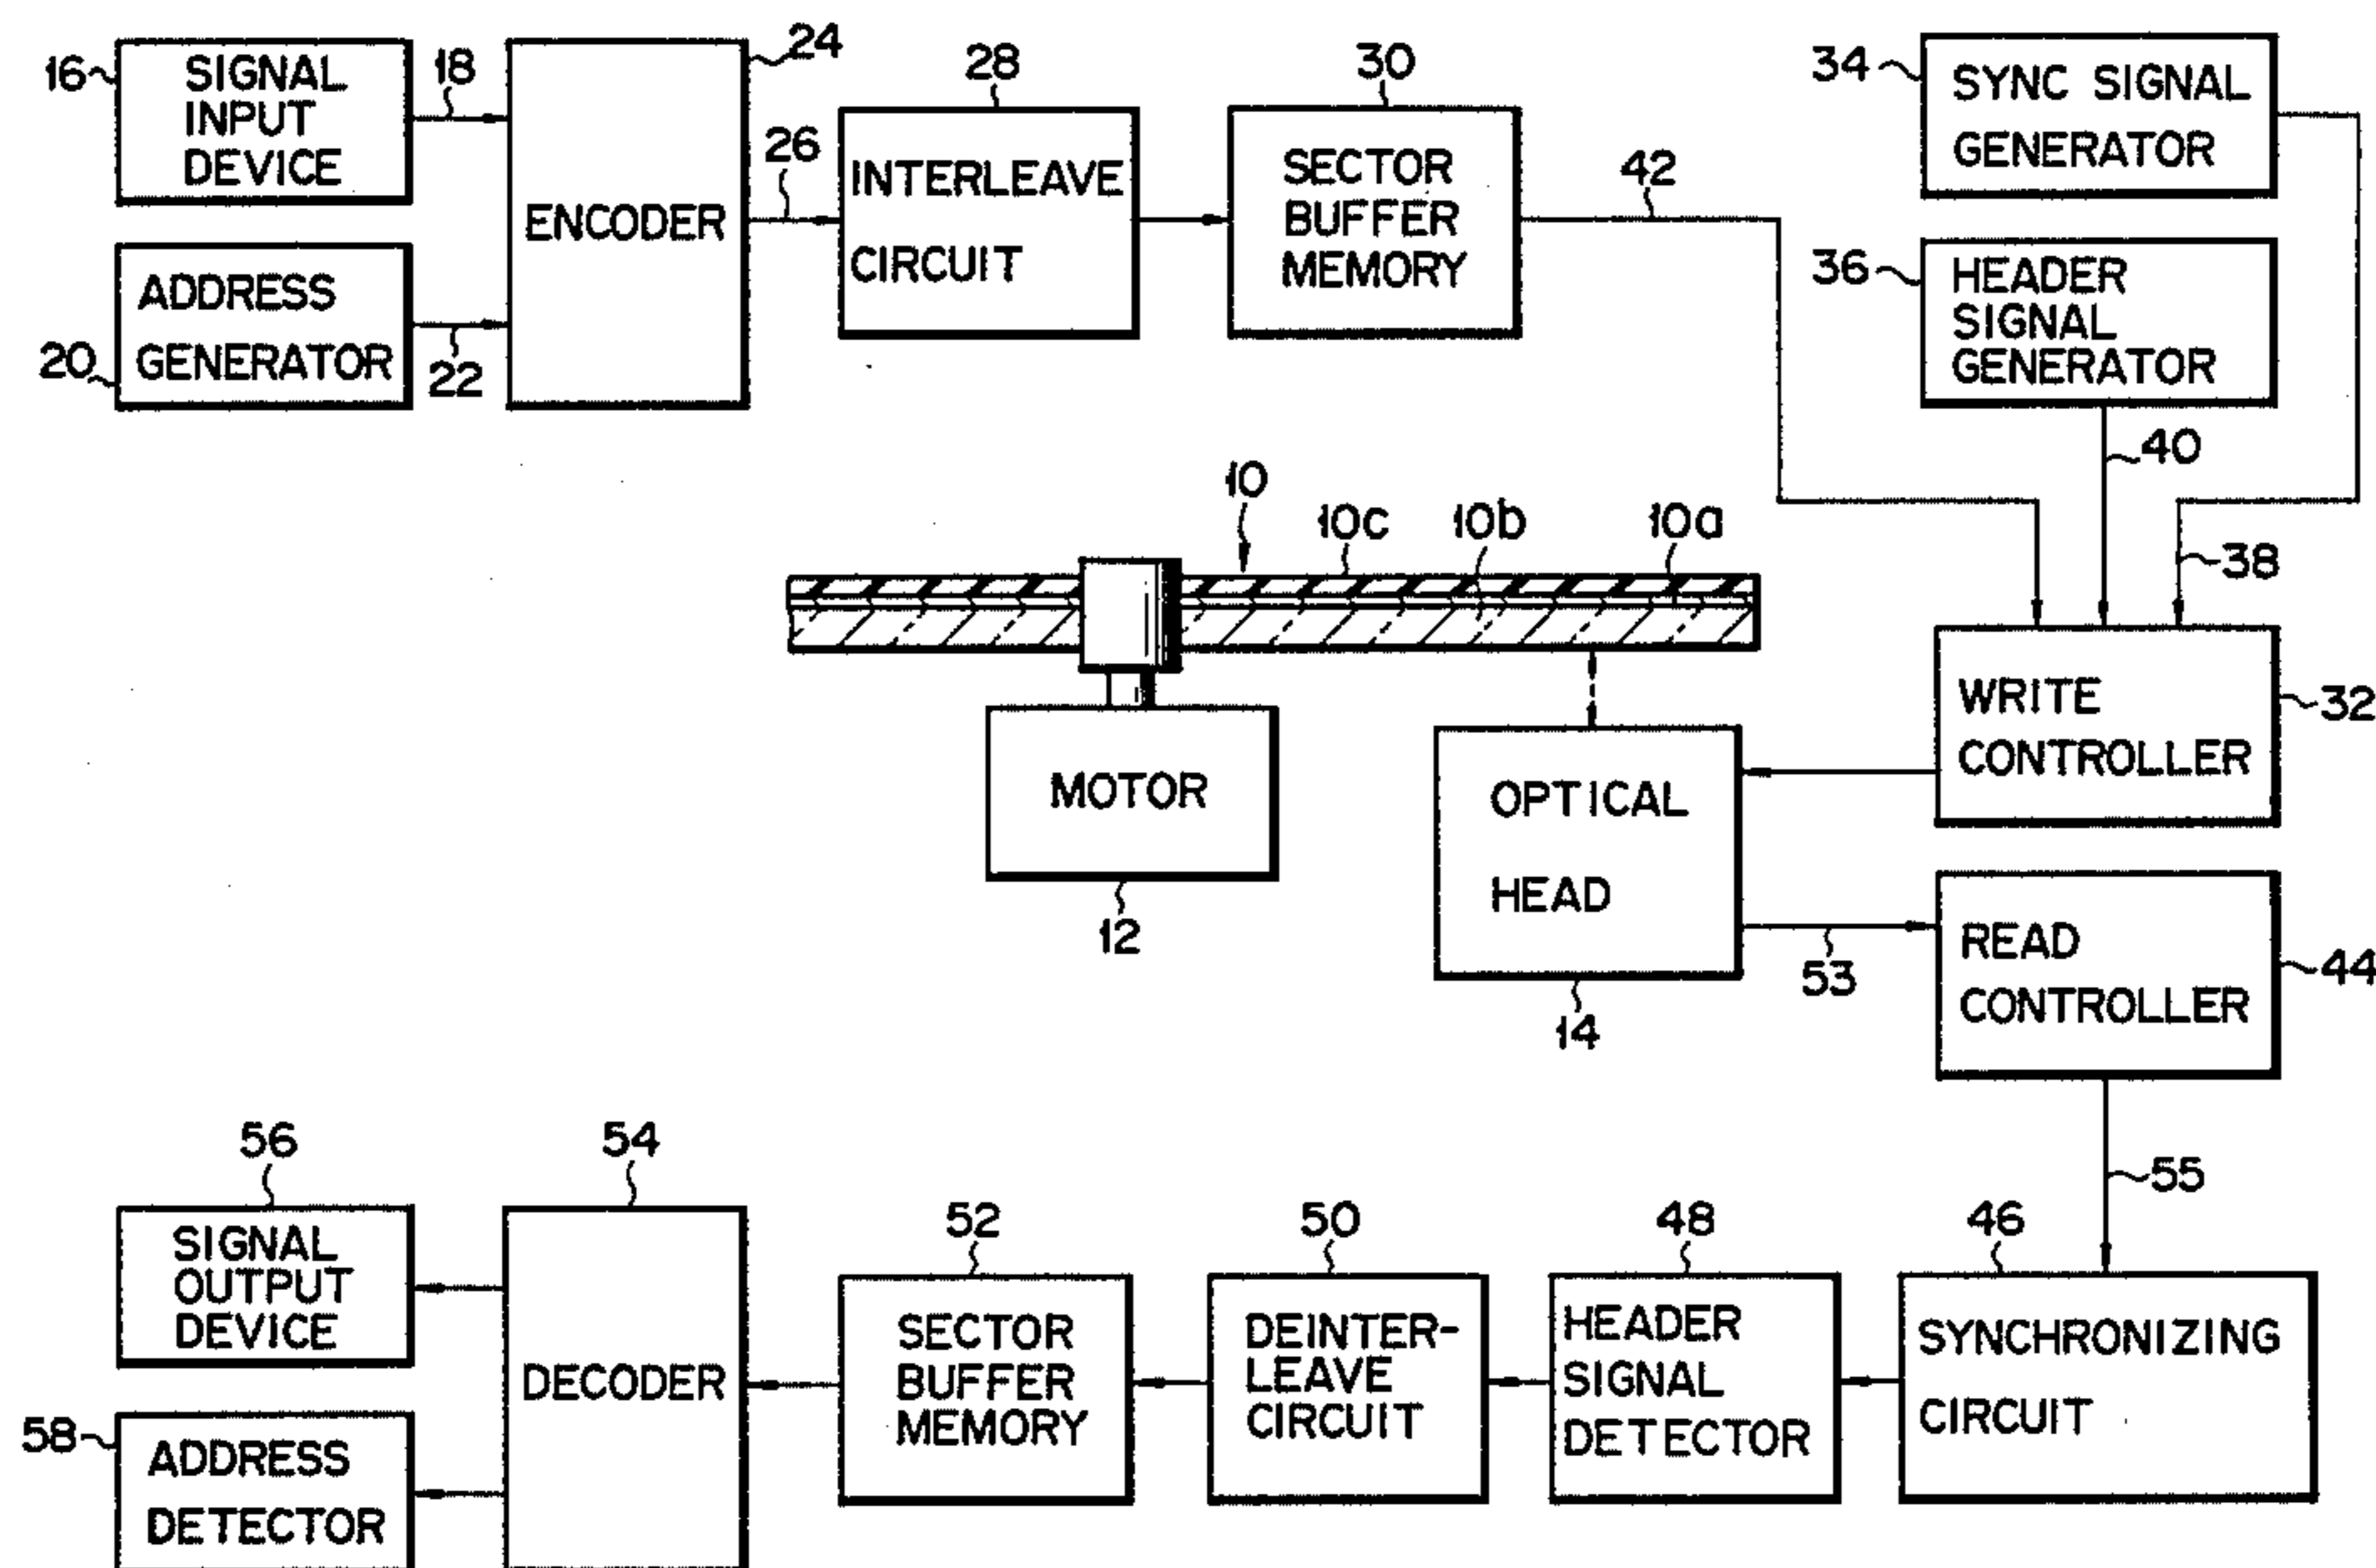 16
SIGNAL
INPUT
DEVICE
18
20
ADDRESS
GENERATOR
22
24
ENCODER
26
28
INTERLEAVE
CIRCUIT
30
SECTOR
BUFFER
MEMORY
42
34
SYNC SIGNAL
GENERATOR
36
HEADER
SIGNAL
GENERATOR
40
38
10
10c
10b
10a
MOTOR
12
OPTICAL
HEAD
14
WRITE
CONTROLLER
32
53
READ
CONTROLLER
44
55
56
SIGNAL
OUTPUT
DEVICE
58
ADDRESS
DETECTOR
54
DECODER
52
SECTOR
BUFFER
MEMORY
50
DEINTER-
LEAVE
CIRCUIT
48
HEADER
SIGNAL
DETECTOR
46
SYNCHRONIZING
CIRCUIT